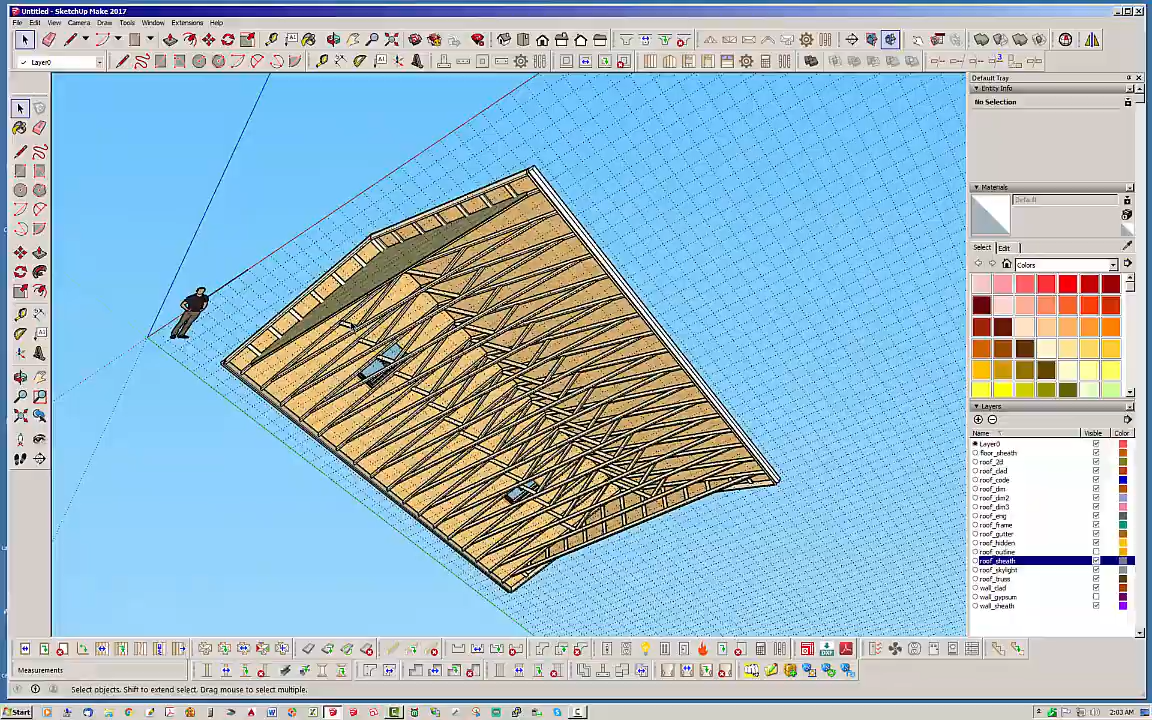 Untitled - SketchUp Make 2017
File Edit View Camera Draw Tools Window Extensions Help
Layer0
Default Tray
Entity Info
No Selection
Materials
Default
Select Edit
Colors
Layers
Name Visible Color
Layer0
floor_sheath
roof_2d
roof_clad
roof_code
roof_dim
roof_dim2
roof_dim3
roof_eng
roof_frame
roof_gutter
roof_hidden
roof_outline
roof_sheath
roof_skylight
roof_truss
wall_clad
wall_gypsum
wall_sheath
Measurements
Select objects. Shift to extend select. Drag mouse to select multiple.
Start
2:03 AM